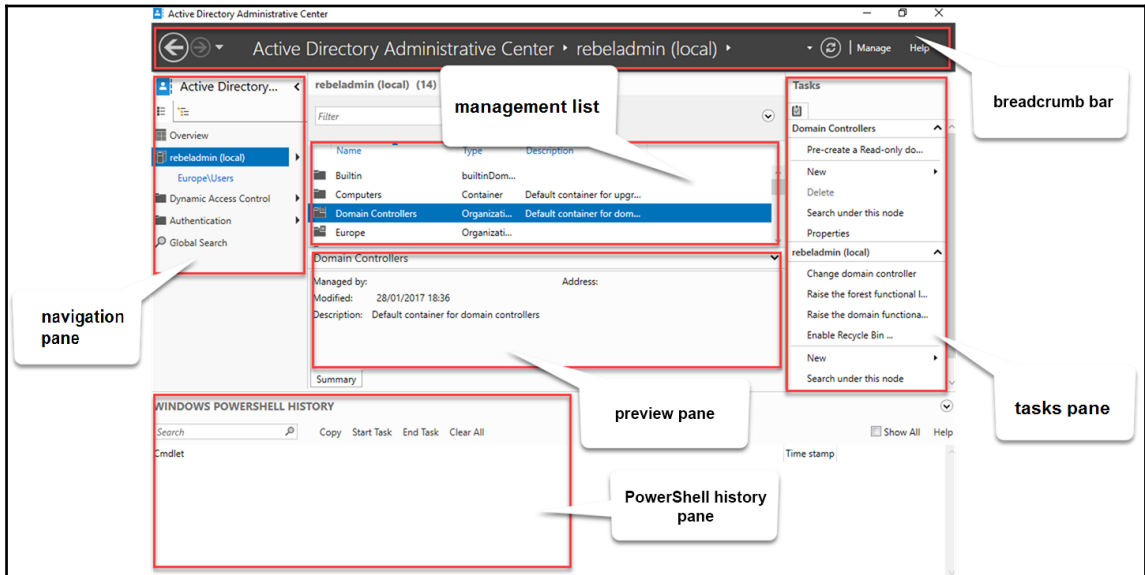 Active Directory Administrative Center
Active Directory Administrative Center • rebeladmin (local) •
Manage
Help
Active Directory...
Overview
rebeladmin (local)
Europe\Users
Dynamic Access Control
Authentication
Global Search
rebeladmin (local) (14)
Filter
Name Type Description
Builtin builtinDom...
Computers Container Default container for upgr...
Domain Controllers Organizati... Default container for dom...
Europe Organizati...
Domain Controllers
Managed by: Address:
Modified: 28/01/2017 18:36
Description: Default container for domain controllers
Summary
Tasks
Domain Controllers
Pre-create a Read-only do...
New
Delete
Search under this node
Properties
rebeladmin (local)
Change domain controller
Raise the forest functional l...
Raise the domain functiona...
Enable Recycle Bin ...
New
Search under this node
WINDOWS POWERSHELL HISTORY
Search Copy Start Task End Task Clear All Show All Help
Cmdlet Time stamp
management list
breadcrumb bar
navigation
pane
preview pane
tasks pane
PowerShell history
pane